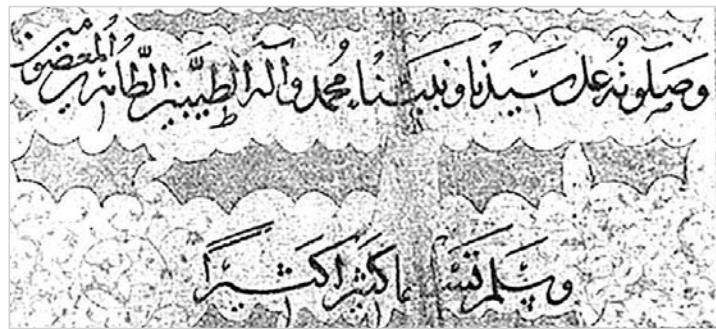 وصلوته على سيدنا ونبينا محمد وآله الطيبين الطاهرين المعصومين
وسلم تسليما كثيرا كثيرا